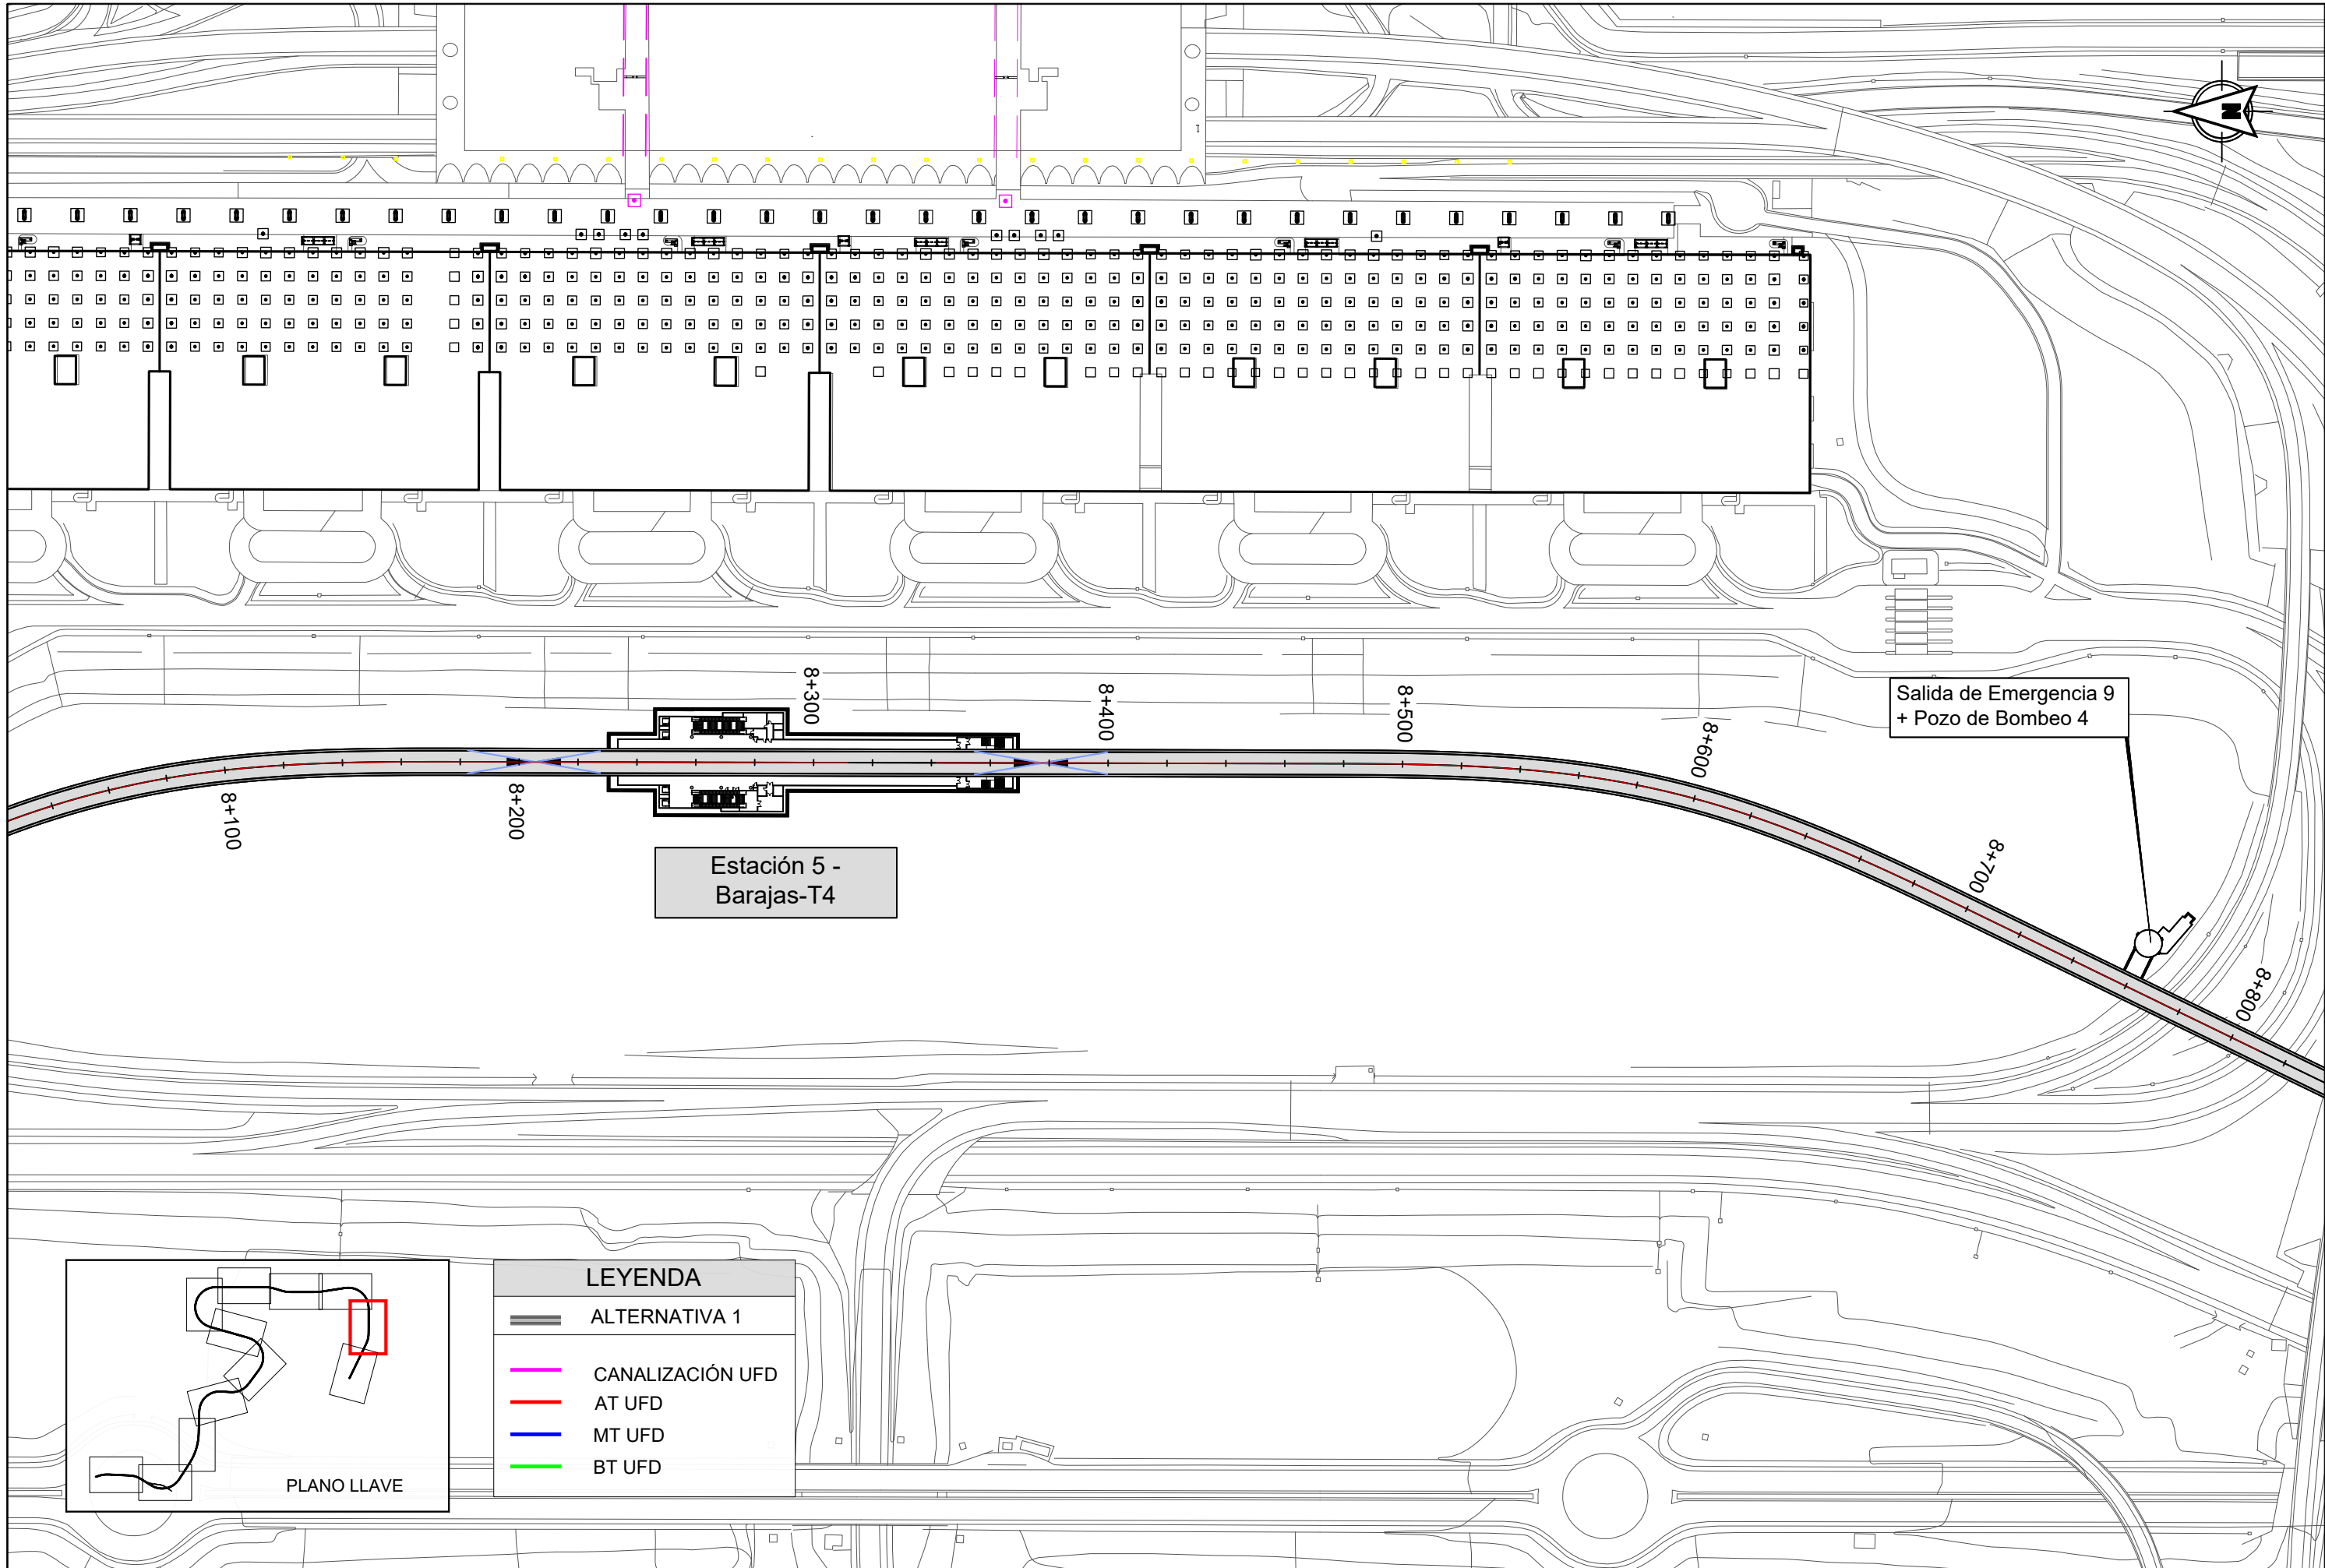 N
8+300
8+400
8+500
8+600
Salida de Emergencia 9
+ Pozo de Bombeo 4
8+100
8+200
8+700
8+800
Estación 5 -
Barajas-T4
PLANO LLAVE
LEYENDA
ALTERNATIVA 1
CANALIZACIÓN UFD
AT UFD
MT UFD
BT UFD